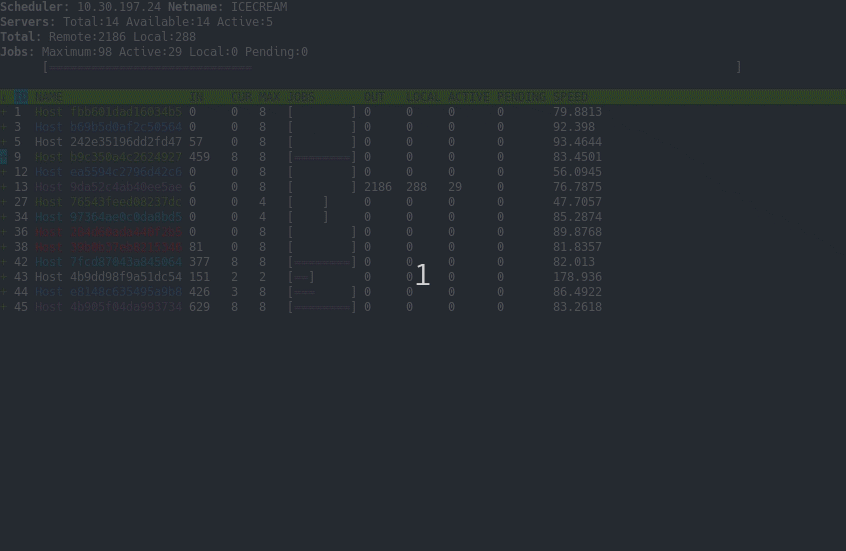 Scheduler: 10.30.197.24 Netname: ICECREAM
Servers: Total:14 Available:14 Active:5
Total: Remote:2186 Local:288
Jobs: Maximum:98 Active:29 Local:0 Pending:0
[============================= ]
ID NAME IN CUR MAX JOBS OUT LOCAL ACTIVE PENDING SPEED
+ 1 Host fbb601dad16034b5 0 0 8 [ ] 0 0 0 0 79.8813
+ 3 Host b69b5d0af2c50564 0 0 8 [ ] 0 0 0 0 92.398
+ 5 Host 242e35196dd2fd47 57 0 8 [ ] 0 0 0 0 93.4644
+ 9 Host b9c350a4c2624927 459 8 8 [========] 0 0 0 0 83.4501
+ 12 Host ea5594c2796d42c6 0 0 8 [ ] 0 0 0 0 56.0945
+ 13 Host 9da52c4ab40ee5ae 6 0 8 [ ] 2186 288 29 0 76.7875
+ 27 Host 76543feed08237dc 0 0 4 [ ] 0 0 0 0 47.7057
+ 34 Host 97364ae0c0da0bd5 0 0 4 [ ] 0 0 0 0 85.2874
+ 36 Host 0 0 8 [ ] 0 0 0 0 89.8768
+ 38 Host 81 0 8 [ ] 0 0 0 0 81.8357
+ 42 Host 7fcd87043a845064 377 8 8 [========] 0 0 0 0 82.013
+ 43 Host 4b9dd98f9a51dc54 151 2 2 [==] 0 0 0 0 178.936
+ 44 Host e8148c635495a9b8 426 3 8 [=== ] 0 0 0 0 86.4922
+ 45 Host 4b905f04da993734 629 8 8 [========] 0 0 0 0 83.2618
1